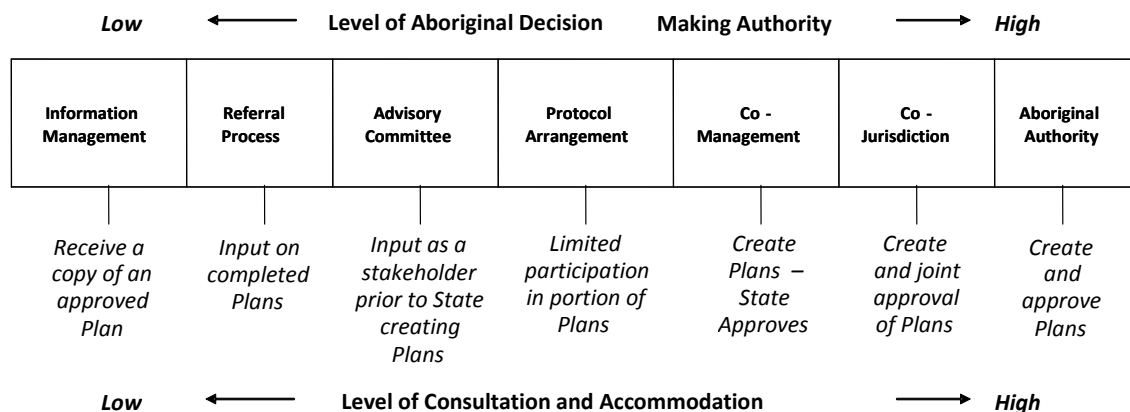 Low Level of Aboriginal Decision Making Authority High
Information
Management
Referral
Process
Advisory
Committee
Protocol
Arrangement
Co -
Management
Co -
Jurisdiction
Aboriginal
Authority
Receive a
copy of an
approved
Plan
Input on
completed
Plans
Input as a
stakeholder
prior to State
creating
Plans
Limited
participation
in portion of
Plans
Create
Plans –
State
Approves
Create
and joint
approval
of Plans
Create
and
approve
Plans
Low Level of Consultation and Accommodation High